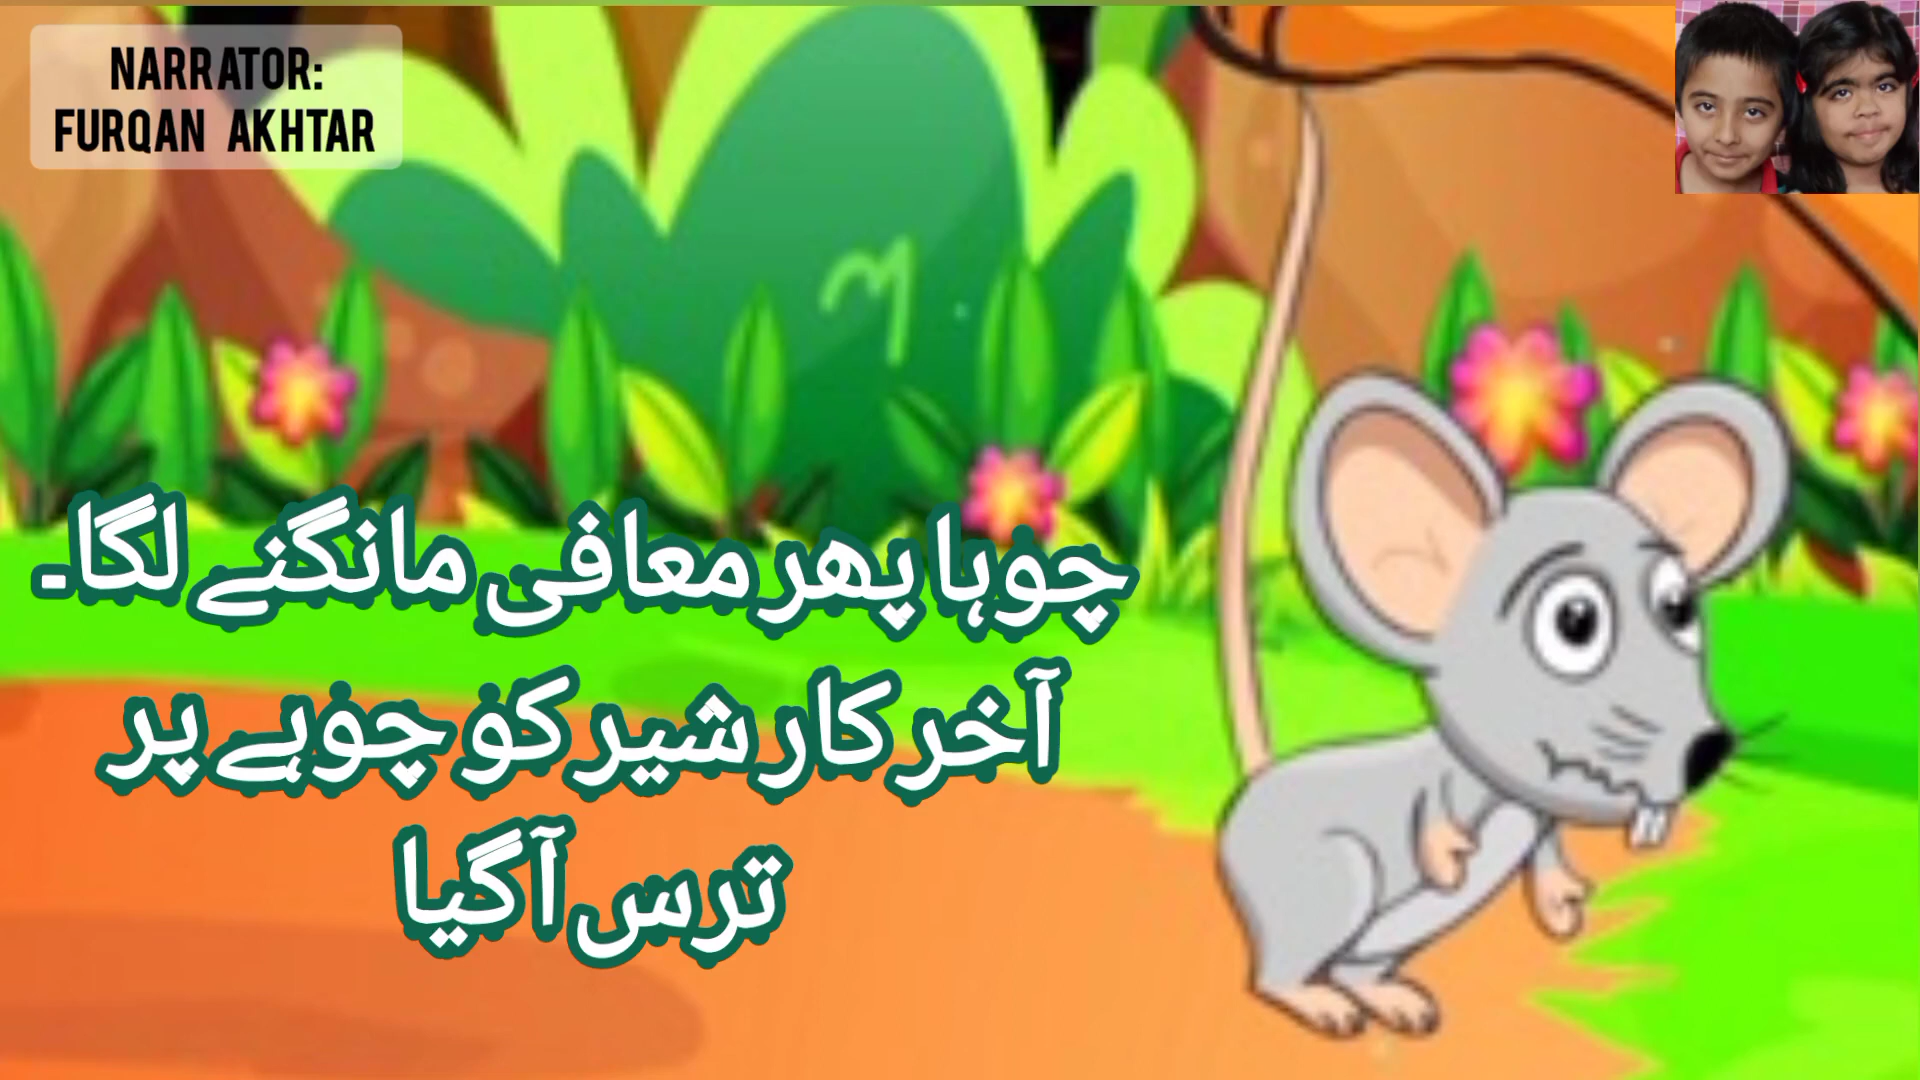 NARRATOR:
FURQAN AKHTAR
چوہا پھر معافی مانگنے لگا۔
آخر کار شیر کو چوہے پر
ترس آگیا